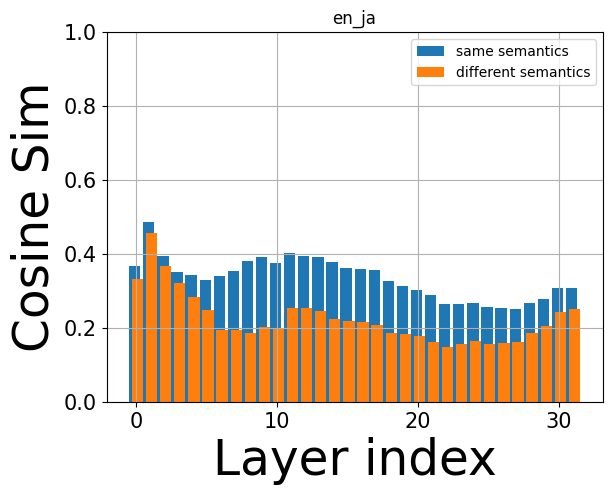 en_ja
same semantics
different semantics
1.0
0.8
0.6
0.4
0.2
0.0
Cosine Sim
0 10 20 30
Layer index